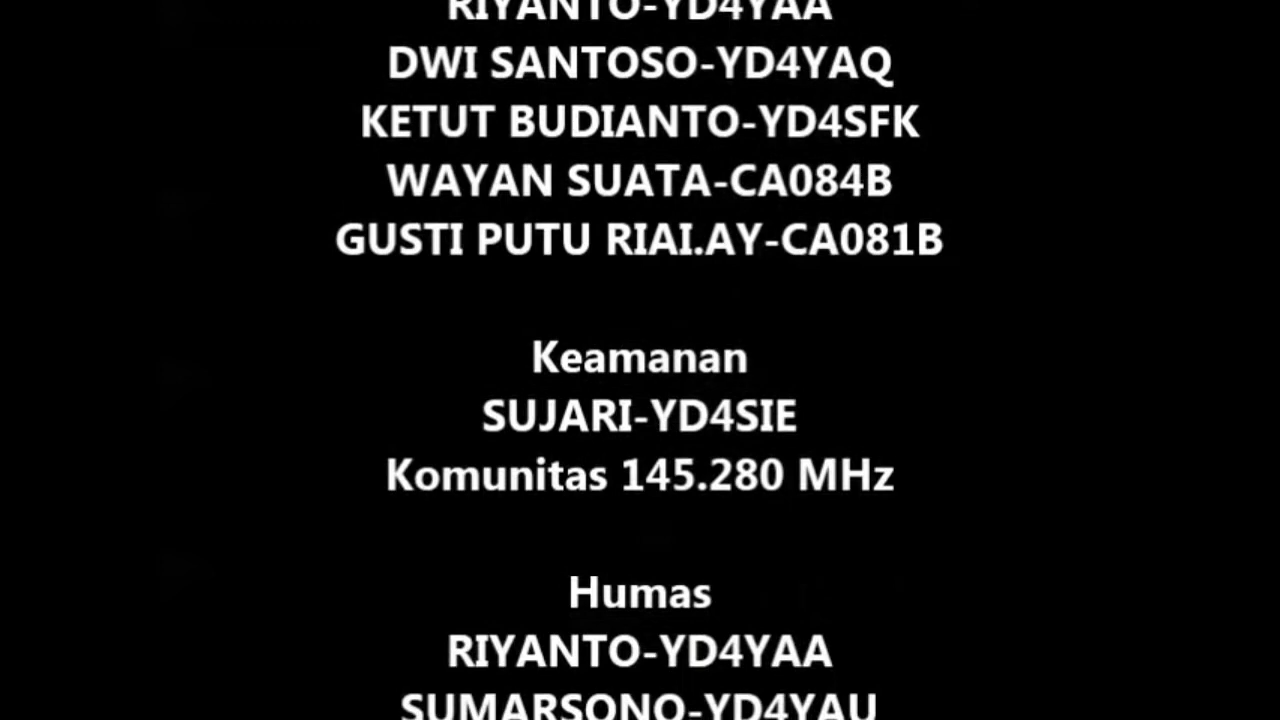 RIYANTO-YD4YAA
DWI SANTOSO-YD4YAQ
KETUT BUDIANTO-YD4SFK
WAYAN SUATA-CA084B
GUSTI PUTU RIAI.AY-CA081B
Keamanan
SUJARI-YD4SIE
Komunitas 145.280 MHz
Humas
RIYANTO-YD4YAA
SUMARSONO-YD4YAU